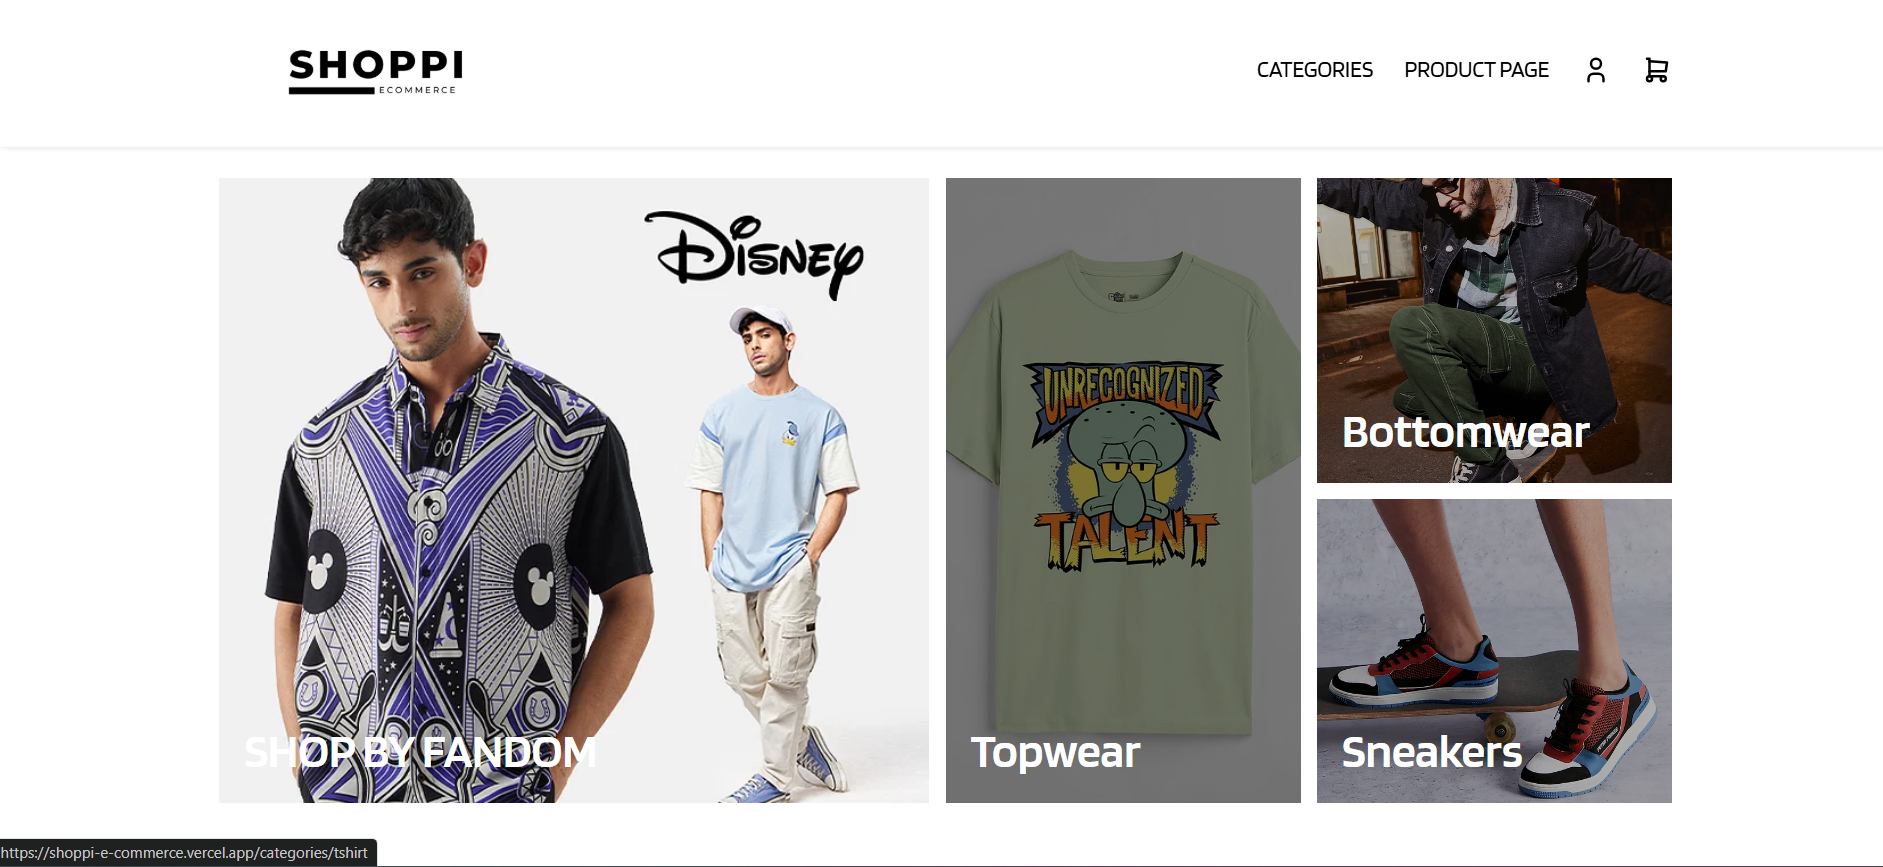 SHOPPI
ECOMMERCE
CATEGORIES
PRODUCT PAGE
Disney
SHOP BY FANDOM
UNRECOGNIZED
TALENT
Topwear
Bottomwear
Sneakers
https://shoppi-e-commerce.vercel.app/categories/tshirt